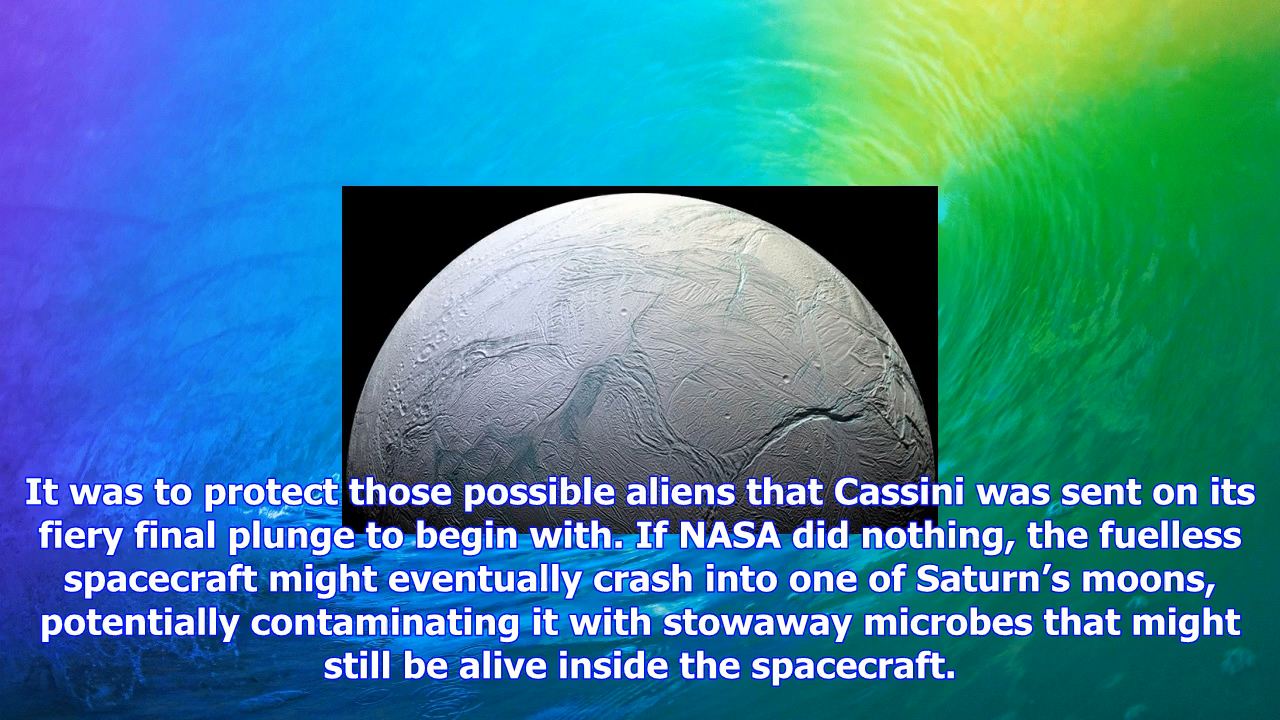 It was to protect those possible aliens that Cassini was sent on its
fiery final plunge to begin with. If NASA did nothing, the fuelless
spacecraft might eventually crash into one of Saturn’s moons,
potentially contaminating it with stowaway microbes that might
still be alive inside the spacecraft.